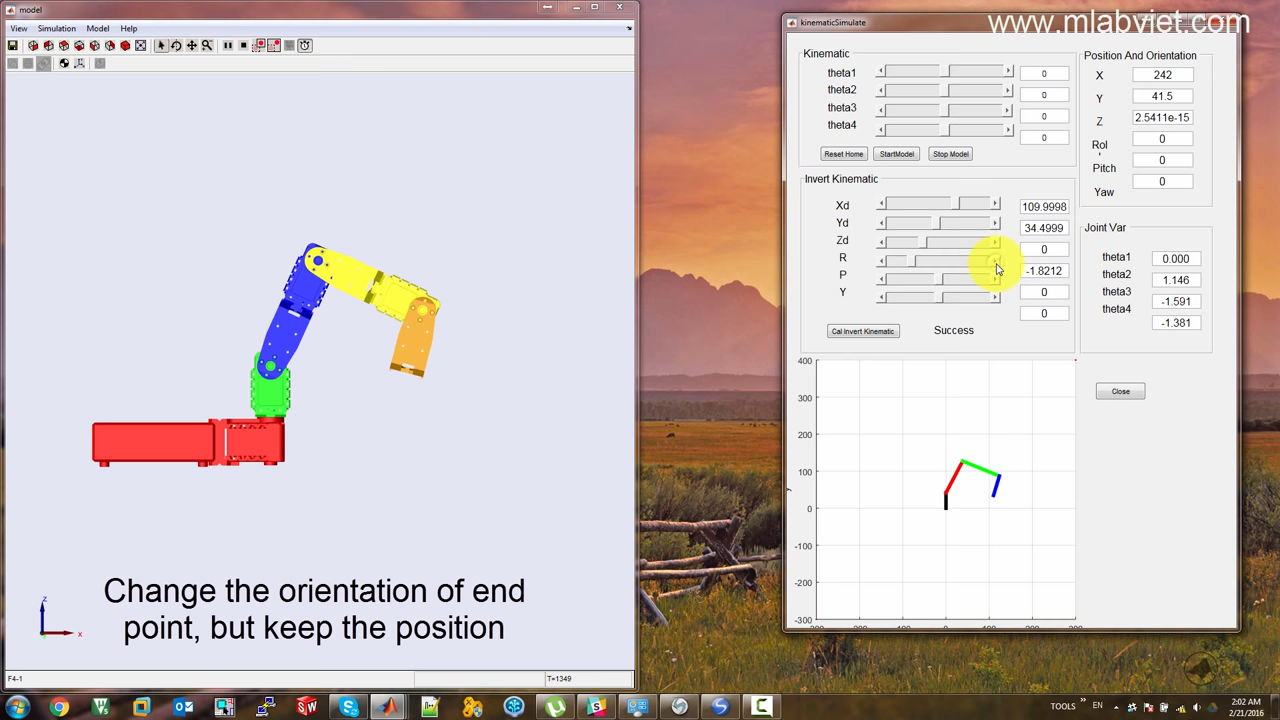 model
View Simulation Model Help
Change the orientation of end
point, but keep the position
z
x
F4-1
T=1349
www.mlabviet.com
kinematicSimulate
Kinematic
theta1 0
theta2 0
theta3 0
theta4 0
Reset Home StartModel Stop Model
Invert Kinematic
Xd 109.9998
Yd 34.4999
Zd 0
R -1.8212
P 0
Y 0
Cal Invert Kinematic Success
Position And Orientation
X 242
Y 41.5
Z 2.5411e-15
Rol 0
'
Pitch 0
Yaw 0
Joint Var
theta1 0.000
theta2 1.146
theta3 -1.591
theta4 -1.381
Close
400
300
200
100
0
-100
-200
-300
y
TOOLS » EN
2:02 AM
2/21/2016